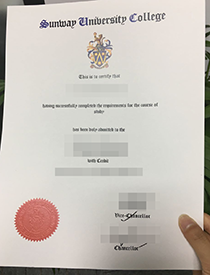 Sunway University College
This is to certify that
having successfully completed the requirements for the course of
study
has been duly admitted to the
with Credit
Vice-Chancellor
Chancellor